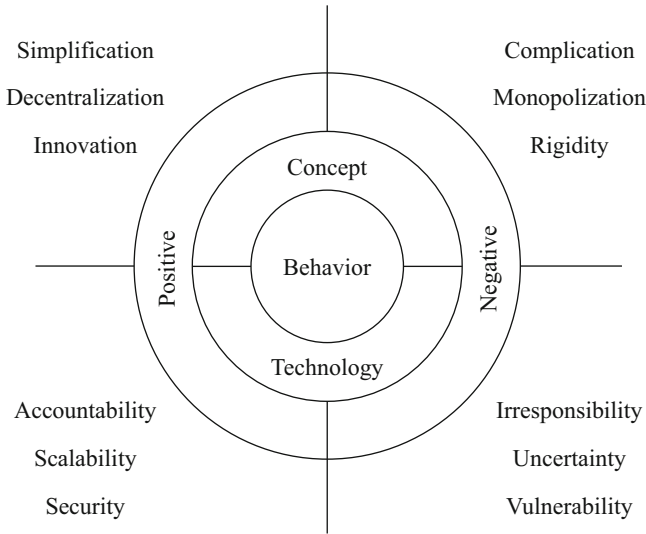 Simplification
Decentralization
Innovation
Complication
Monopolization
Rigidity
Concept
Positive
Behavior
Negative
Technology
Accountability
Scalability
Security
Irresponsibility
Uncertainty
Vulnerability